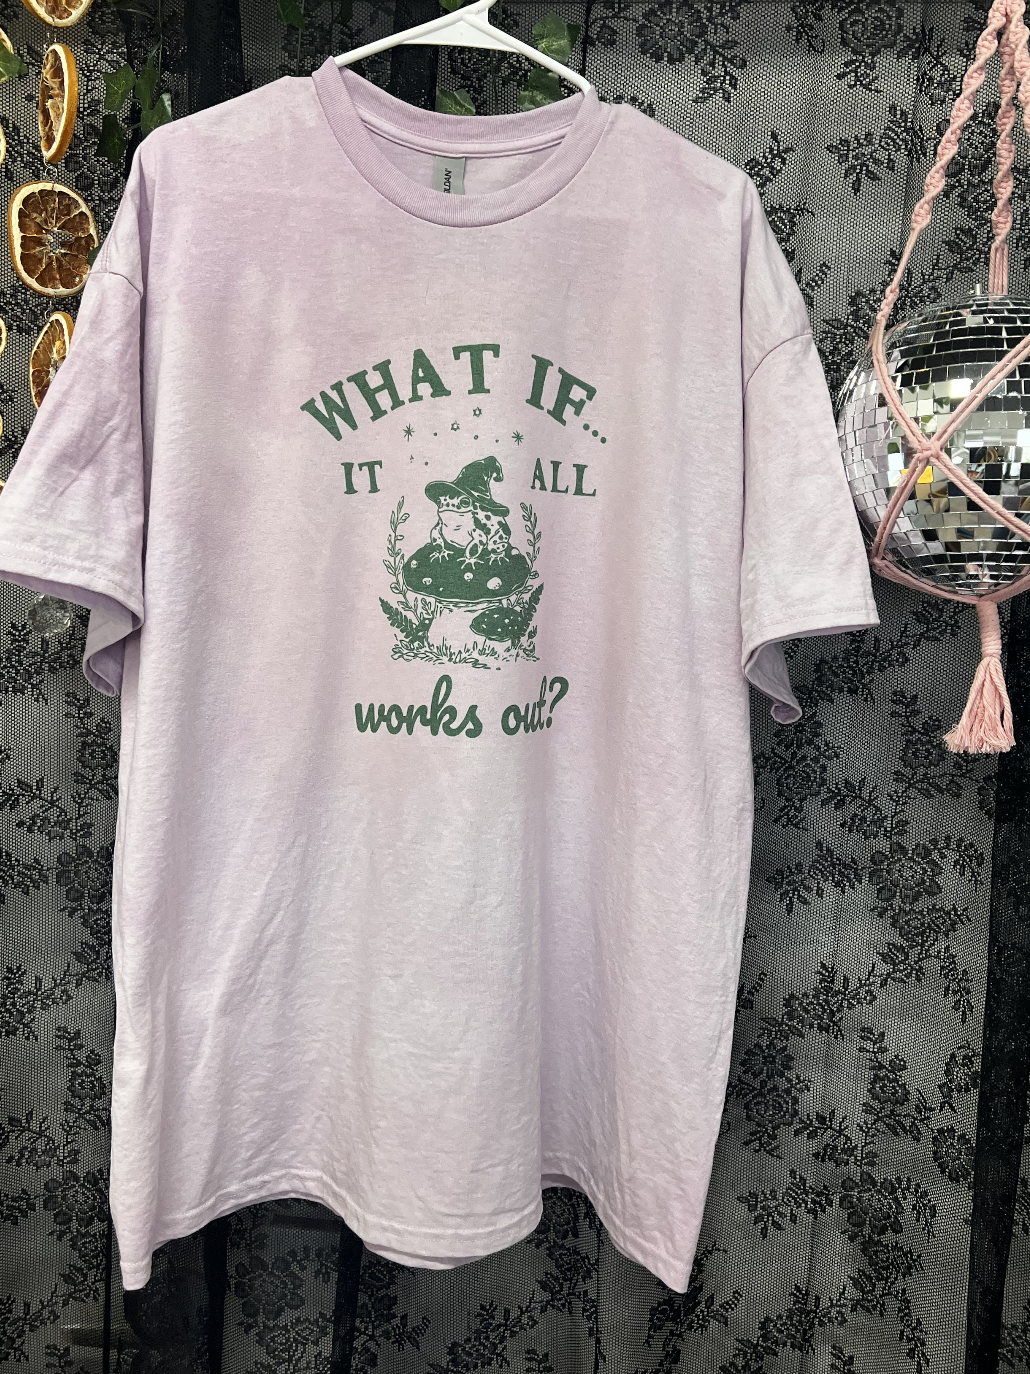 WHAT IF...
IT ALL
works out?